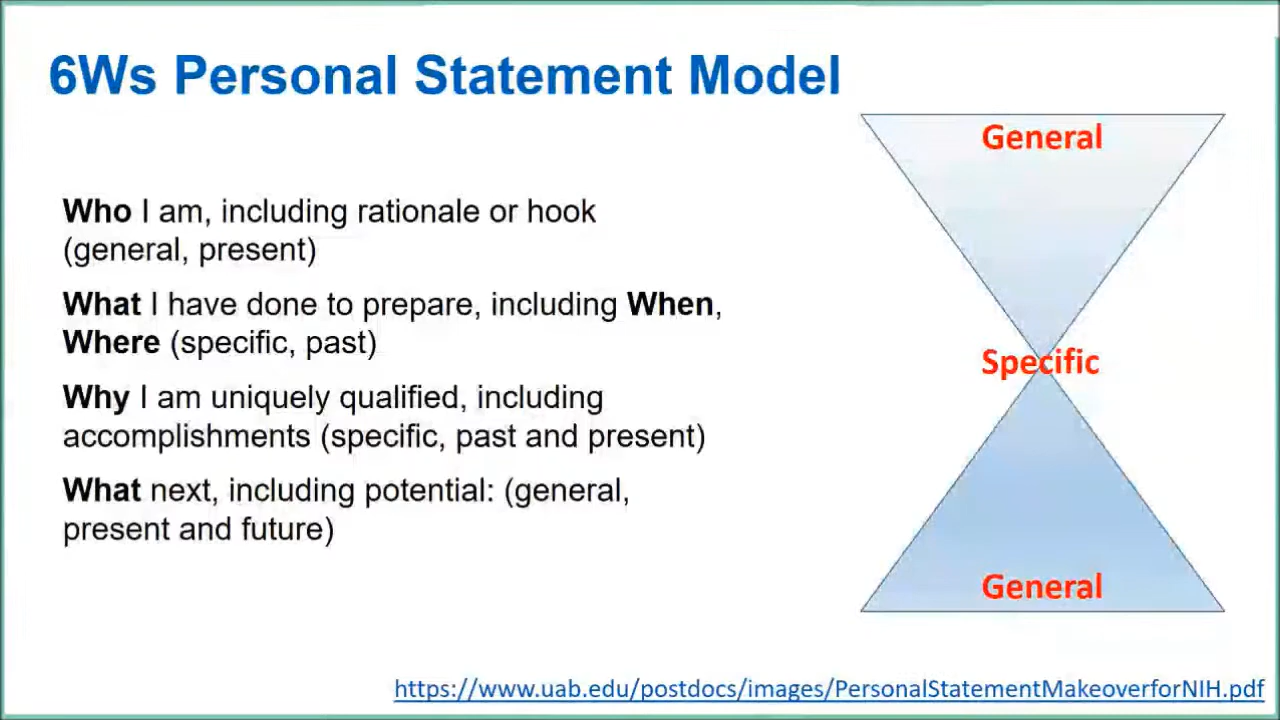 6Ws Personal Statement Model
General
Who I am, including rationale or hook
(general, present)
What I have done to prepare, including When,
Where (specific, past)
Specific
Why I am uniquely qualified, including
accomplishments (specific, past and present)
What next, including potential: (general,
present and future)
General
https://www.uab.edu/postdocs/images/PersonalStatementMakeoverforNIH.pdf